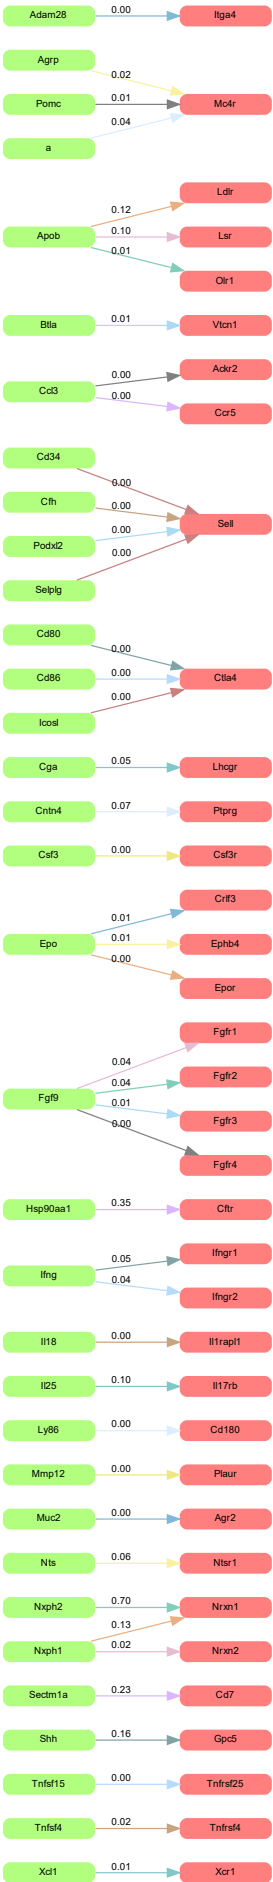 Adam28 0.00 Itga4
Agrp 0.02
Pomc 0.01 Mc4r
a 0.04
Ldlr
0.12
Apob 0.10 Lsr
0.01
Olr1
Btla 0.01 Vtcn1
Ackr2
0.00
Ccl3
0.00
Ccr5
Cd34
0.00
Cfh
0.00 Sell
Podxl2 0.00
0.00
Selplg
Cd80
0.00
Cd86 0.00 Ctla4
0.00
Icosl
Cga 0.05 Lhcgr
Cntn4 0.07 Ptprg
Csf3 0.00 Csf3r
Crlf3
0.01
Epo 0.01 Ephb4
0.00
Epor
Fgfr1
0.04
Fgfr2
0.04
Fgf9 0.01
Fgfr3
0.00
Fgfr4
Hsp90aa1 0.35 Cftr
0.05 Ifngr1
Ifng
0.04
Ifngr2
Il18 0.00 Il1rapl1
Il25 0.10 Il17rb
Ly86 0.00 Cd180
Mmp12 0.00 Plaur
Muc2 0.00 Agr2
Nts 0.06 Ntsr1
Nxph2 0.70 Nrxn1
0.13
Nxph1 0.02 Nrxn2
Sectm1a 0.23 Cd7
Shh 0.16 Gpc5
Tnfsf15 0.00 Tnfrsf25
Tnfsf4 0.02 Tnfrsf4
Xcl1 0.01 Xcr1